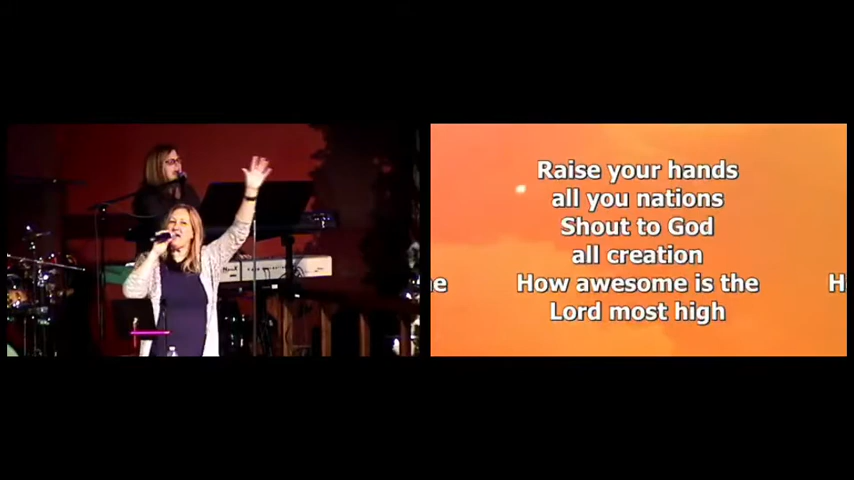 Raise your hands
all you nations
Shout to God
all creation
How awesome is the
Lord most high